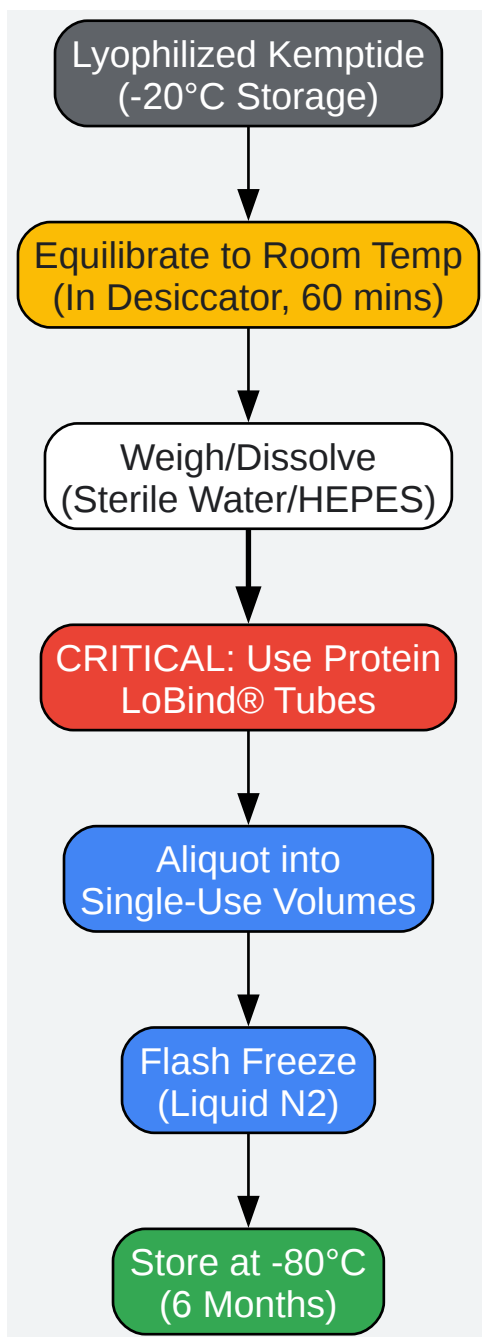 Lyophilized Kemptide
(-20°C Storage)
Equilibrate to Room Temp
(In Desiccator, 60 mins)
Weigh/Dissolve
(Sterile Water/HEPES)
CRITICAL: Use Protein
LoBind® Tubes
Aliquot into
Single-Use Volumes
Flash Freeze
(Liquid N2)
Store at -80°C
(6 Months)